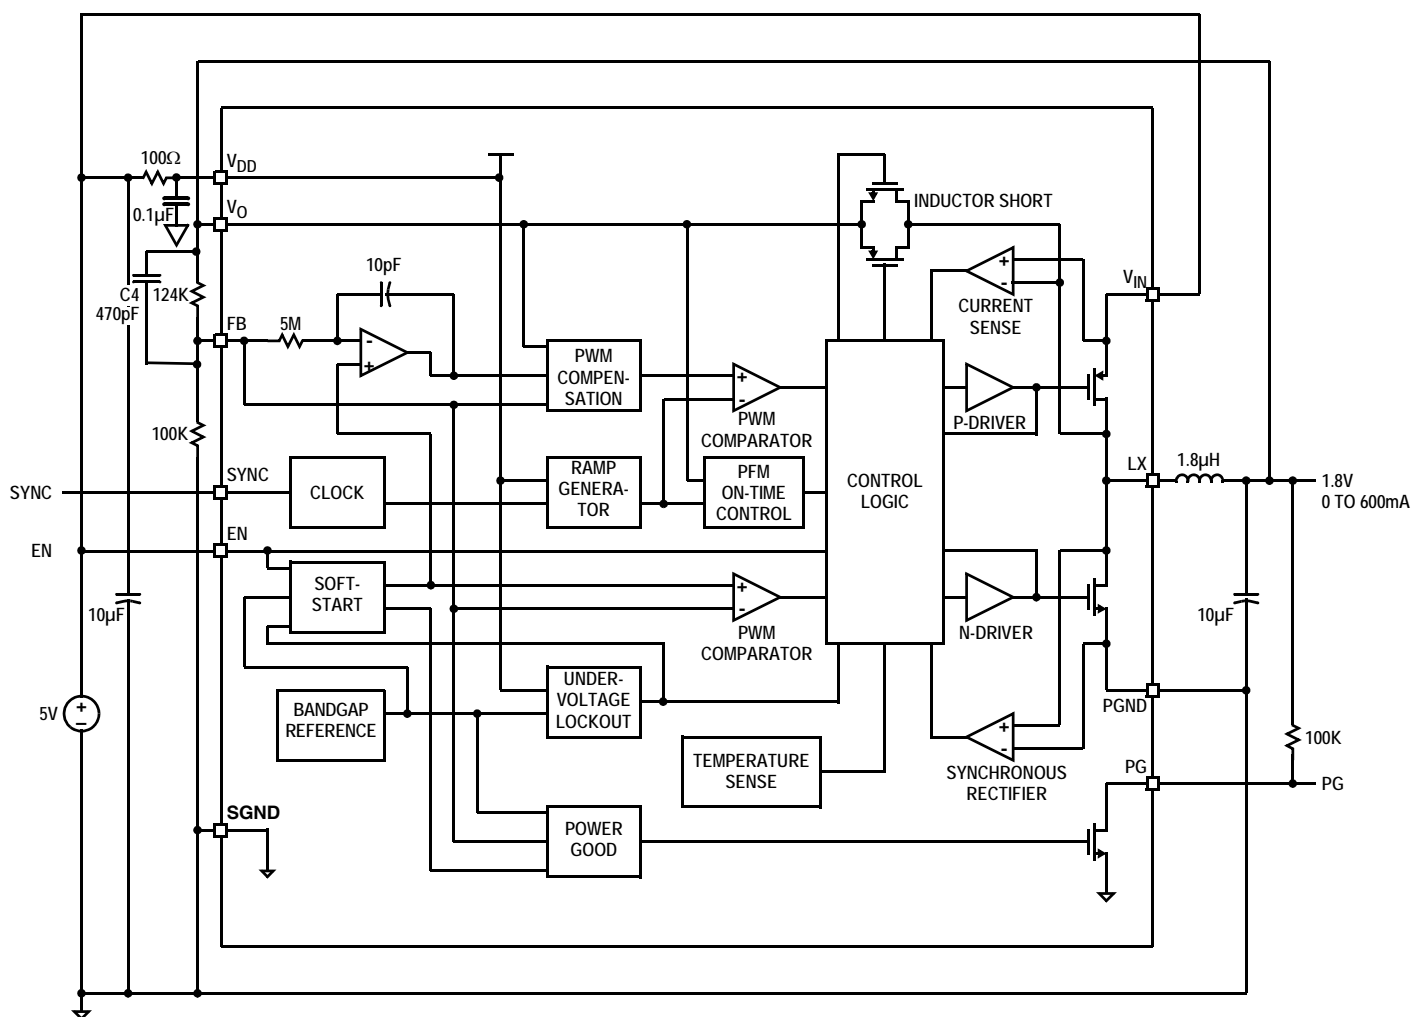 100Ω
V_DD
0.1µF
V_O
INDUCTOR SHORT
10pF
C4
470pF
124K
FB
5M
-
+
PWM
COMPEN-
SATION
+
-
PWM
COMPARATOR
+
-
CURRENT
SENSE
V_IN
P-DRIVER
100K
SYNC
SYNC
CLOCK
RAMP
GENERA-
TOR
PFM
ON-TIME
CONTROL
CONTROL
LOGIC
LX
1.8µH
1.8V
0 TO 600mA
EN
EN
SOFT-
START
+
-
PWM
COMPARATOR
N-DRIVER
10µF
10µF
5V
+
–
BANDGAP
REFERENCE
UNDER-
VOLTAGE
LOCKOUT
TEMPERATURE
SENSE
+
-
SYNCHRONOUS
RECTIFIER
PGND
100K
PG
PG
SGND
POWER
GOOD